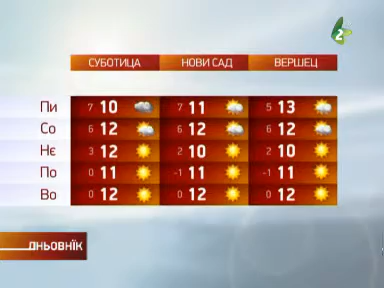 2
СУБОТИЦА НОВИ САД ВЕРШЕЦ
Пи 7 10 7 11 5 13
Со 6 12 6 12 6 12
Нє 3 12 2 10 2 10
По 0 11 -1 11 -1 11
Во 0 12 0 12 0 12
ДНЬОВНЇК